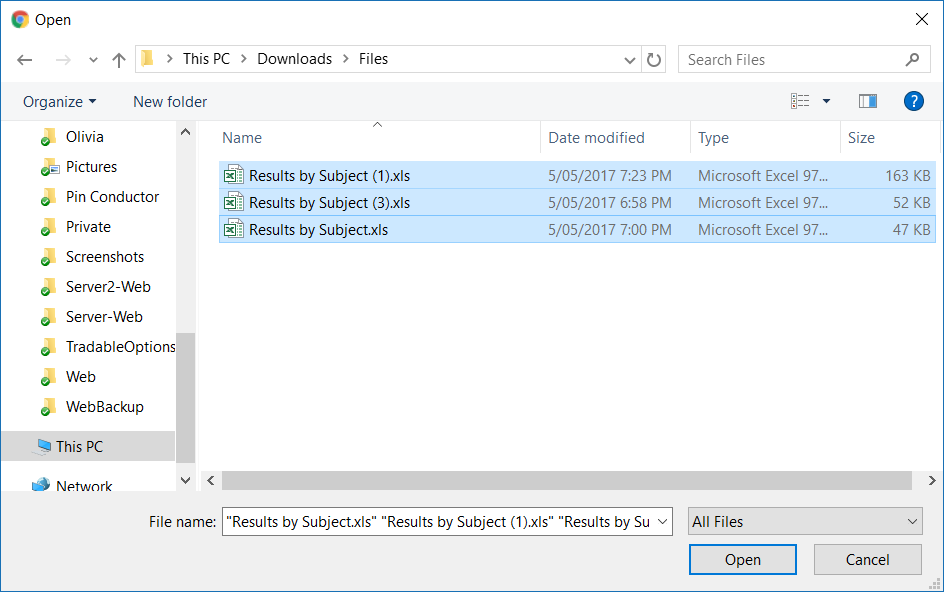 Open
This PC > Downloads > Files
Search Files
Organize
New folder
?
Olivia
Pictures
Pin Conductor
Private
Screenshots
Server2-Web
Server-Web
TradableOptions
Web
WebBackup
This PC
Network
Name Date modified Type Size
Results by Subject (1).xls 5/05/2017 7:23 PM Microsoft Excel 97... 163 KB
Results by Subject (3).xls 5/05/2017 6:58 PM Microsoft Excel 97... 52 KB
Results by Subject.xls 5/05/2017 7:00 PM Microsoft Excel 97... 47 KB
File name: "Results by Subject.xls" "Results by Subject (1).xls" "Results by Su
All Files
Open
Cancel